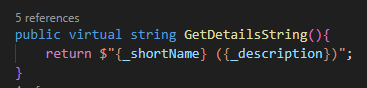 5 references
public virtual string GetDetailsString(){
    return $"{_shortName} ({_description})";
}